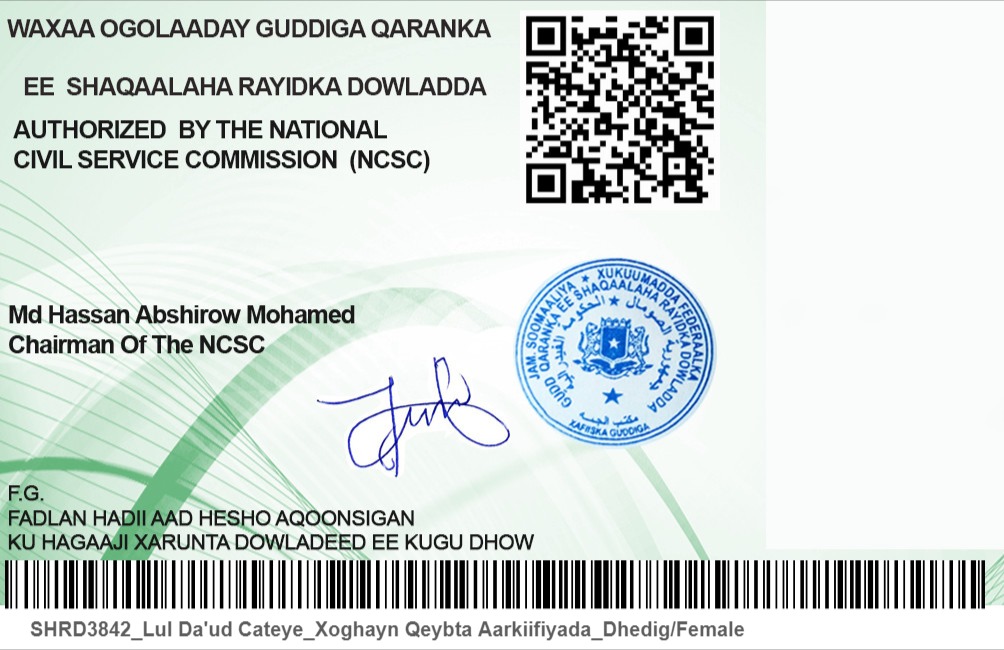 WAXAA OGOLAADAY GUDDIGA QARANKA
EE SHAQAALAHA RAYIDKA DOWLADDA
AUTHORIZED BY THE NATIONAL
CIVIL SERVICE COMMISSION (NCSC)
Md Hassan Abshirow Mohamed
Chairman Of The NCSC
JAM. SOOMAALIYA ★ XUKUUMADDA FEDERAALKA
GUDD QARANKA EE SHAQAALAHA RAYIDKA DOWLADDA
مكتب الجنسه
XAFIISKA GUDDIGA
F.G.
FADLAN HADII AAD HESHO AQOONSIGAN
KU HAGAAJI XARUNTA DOWLADEED EE KUGU DHOW
SHRD3842_Lul Da'ud Cateye_Xoghayn Qeybta Aarkiifiyada_Dhedig/Female